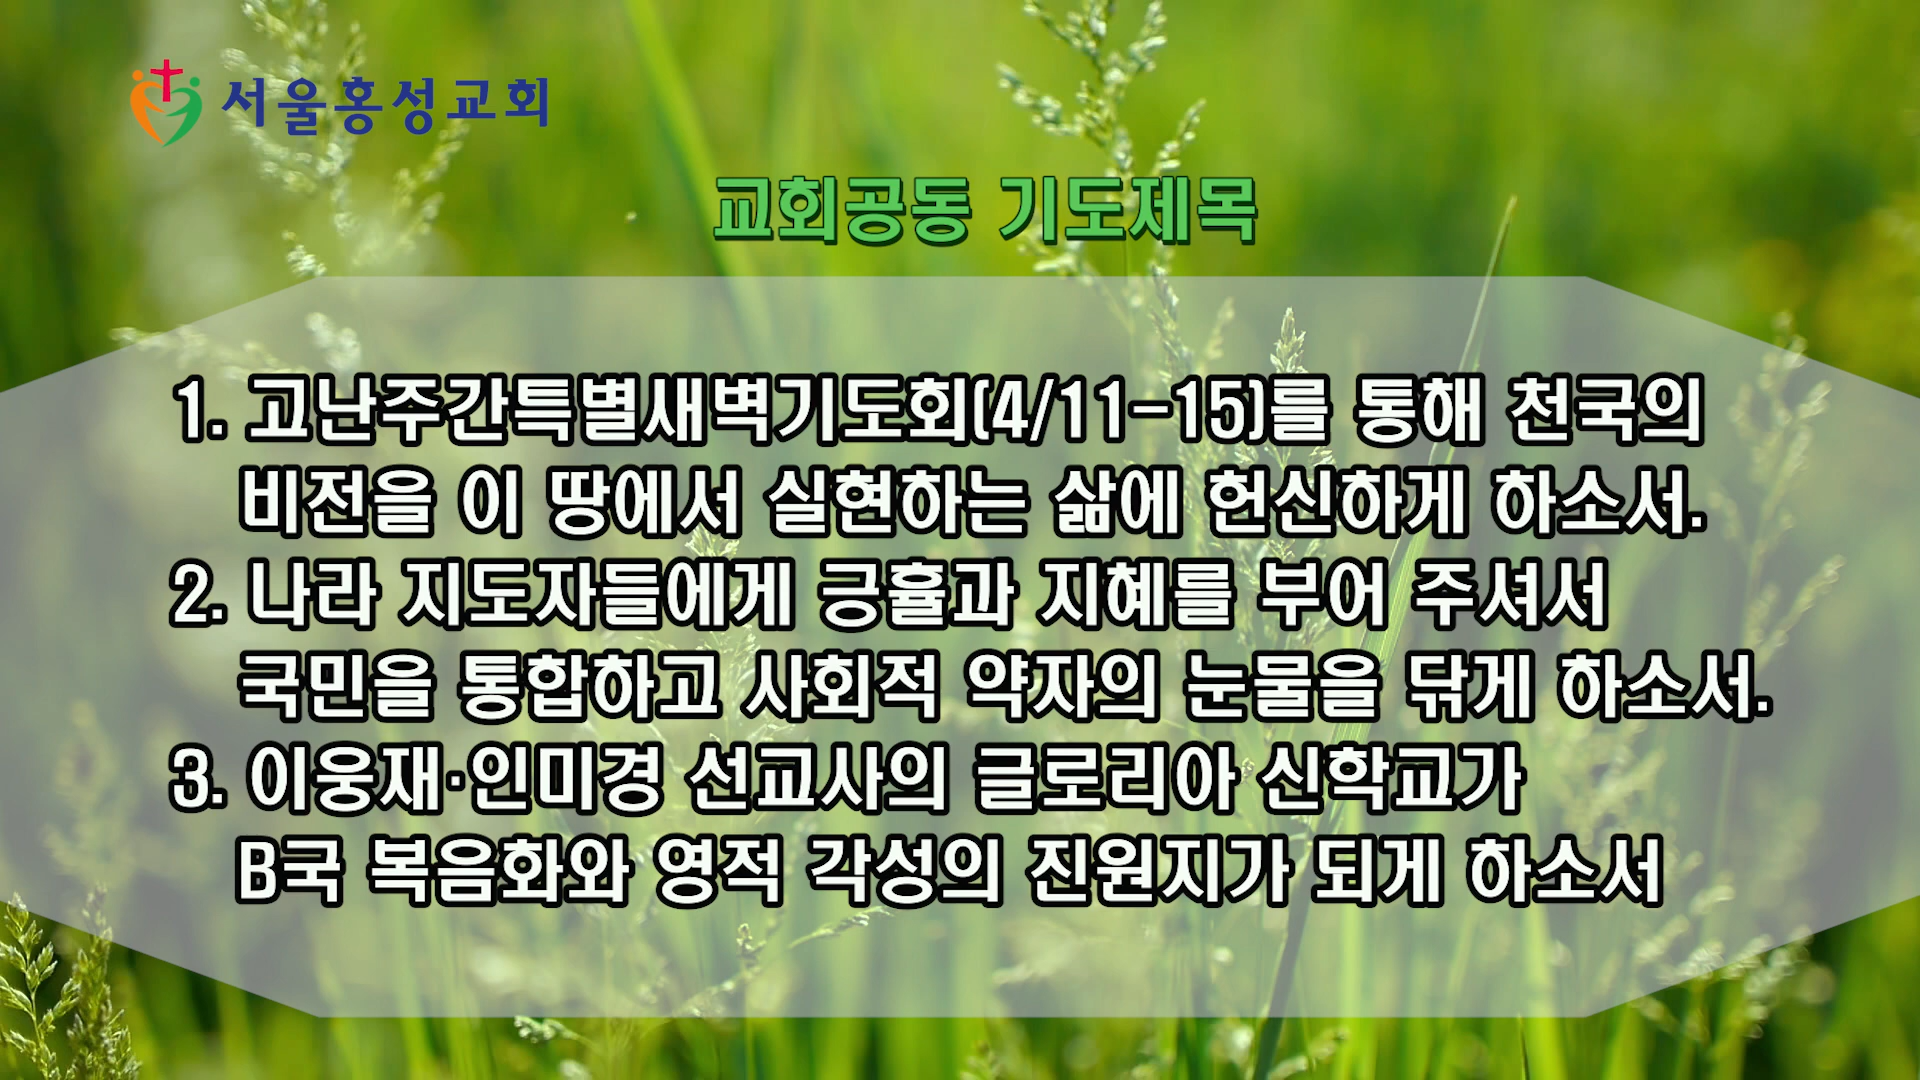 서울홍성교회
교회공동 기도제목
1. 고난주간특별새벽기도회(4/11-15)를 통해 천국의
비전을 이 땅에서 실현하는 삶에 헌신하게 하소서.
2. 나라 지도자들에게 긍휼과 지혜를 부어 주셔서
국민을 통합하고 사회적 약자의 눈물을 닦게 하소서.
3. 이웅재·인미경 선교사의 글로리아 신학교가
B국 복음화와 영적 각성의 진원지가 되게 하소서